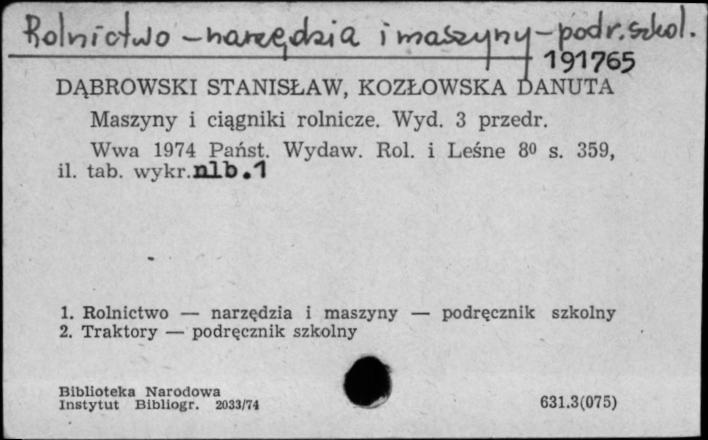 Rolnictwo – narzędzia i maszyny – podr. szkol.
191765
DĄBROWSKI STANISŁAW, KOZŁOWSKA DANUTA
Maszyny i ciągniki rolnicze. Wyd. 3 przedr.
Wwa 1974 Państ. Wydaw. Rol. i Leśne 8⁰ s. 359,
il. tab. wykr. nlb.1
1. Rolnictwo — narzędzia i maszyny — podręcznik szkolny
2. Traktory — podręcznik szkolny
Biblioteka Narodowa
Instytut Bibliogr. 2033/74
631.3(075)